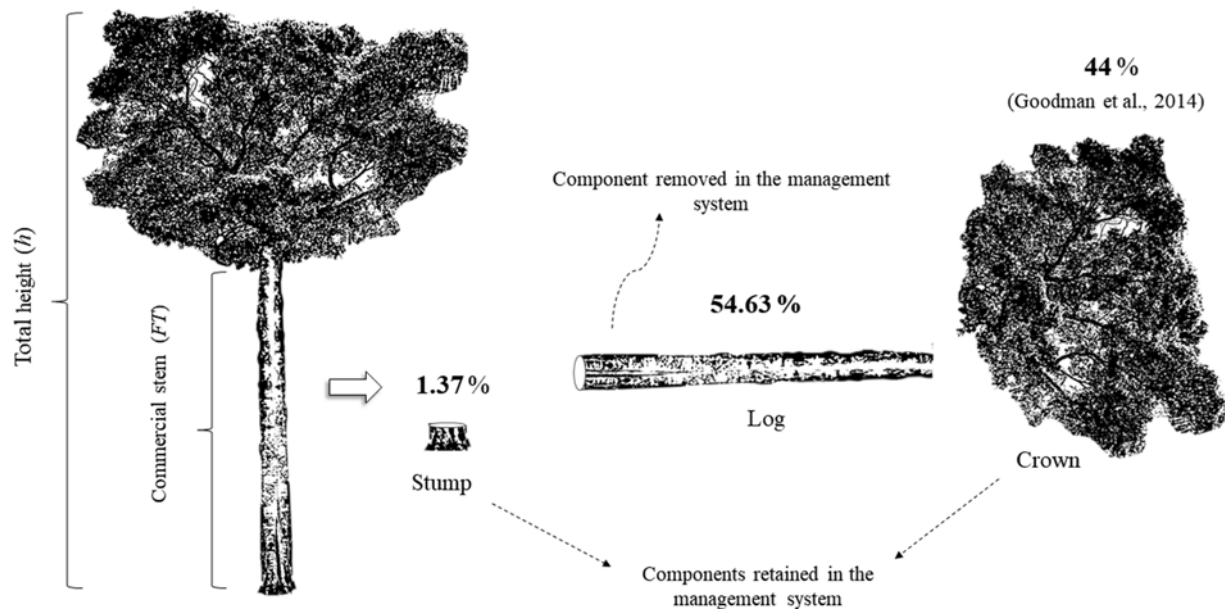 Total height (h)
Commercial stem (FT)
1.37 %
Stump
Component removed in the management
system
54.63 %
Log
44 %
(Goodman et al., 2014)
Crown
Components retained in the
management system